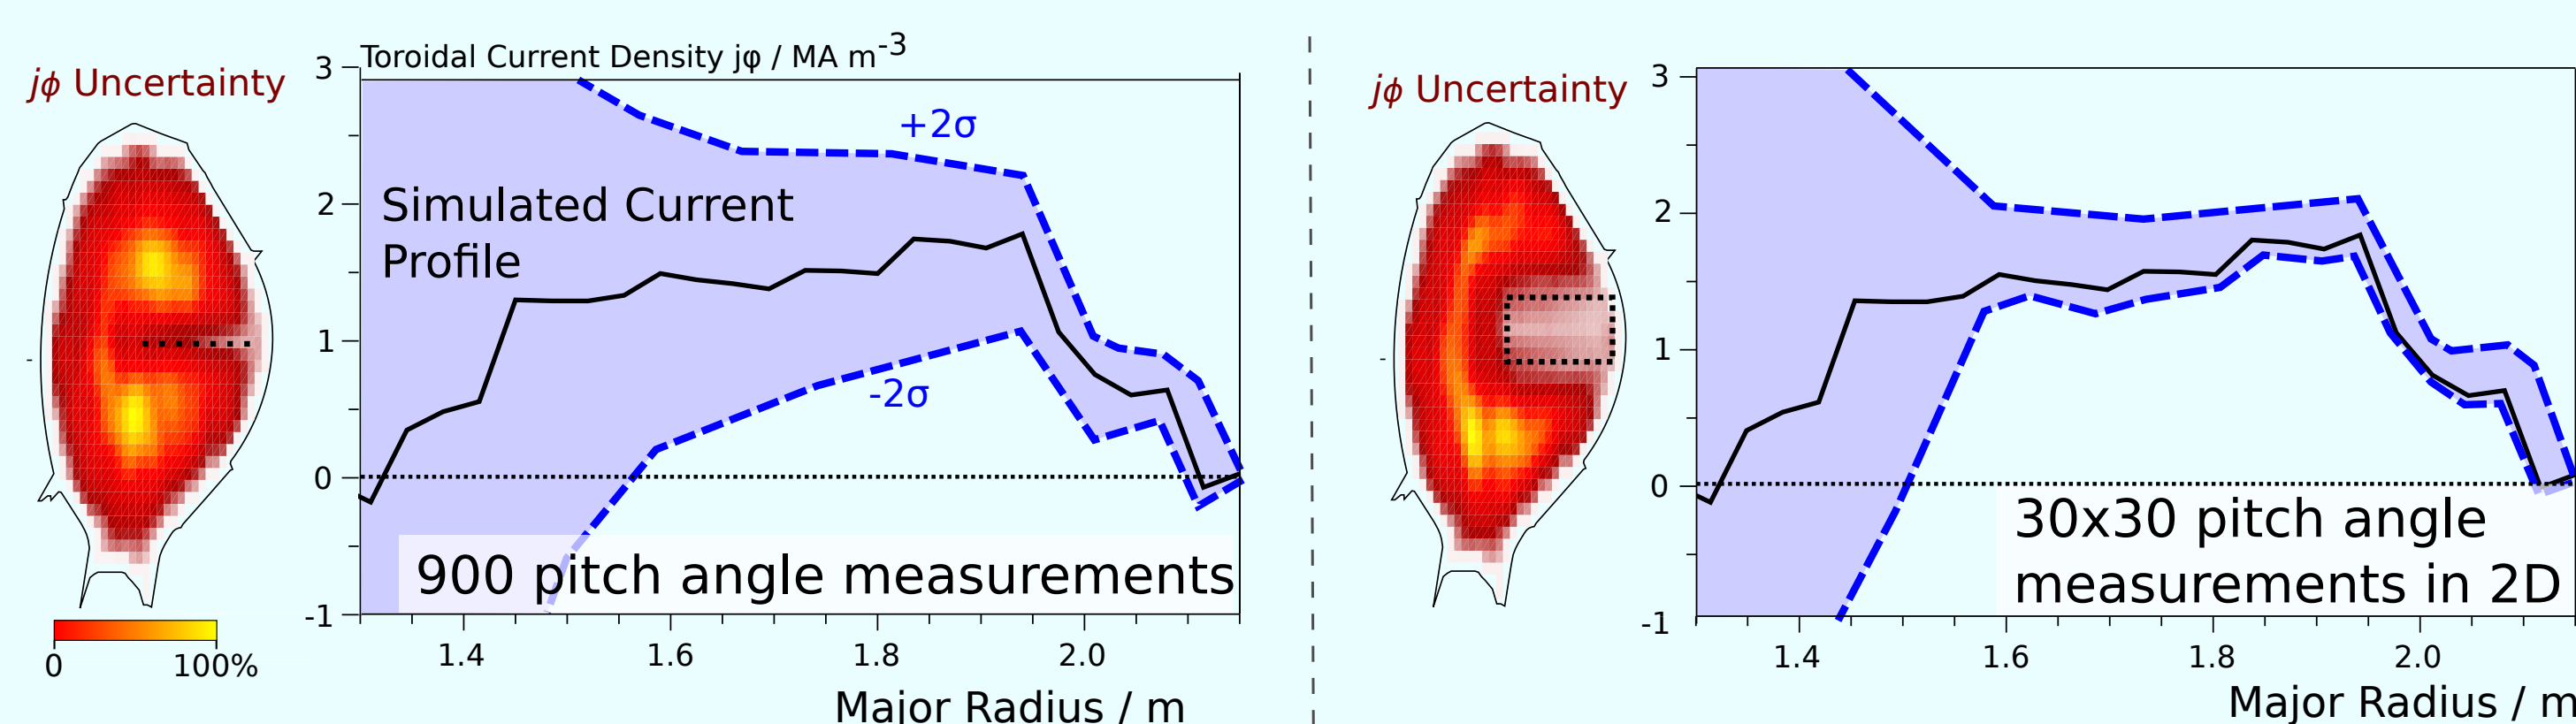 Toroidal Current Density jφ / MA m-3
jϕ Uncertainty
3
2
1
0
-1
+2σ
Simulated Current
Profile
-2σ
900 pitch angle measurements
0
100%
1.4
1.6
1.8
2.0
Major Radius / m
jϕ Uncertainty
3
2
1
0
-1
30x30 pitch angle
measurements in 2D
1.4
1.6
1.8
2.0
Major Radius / m